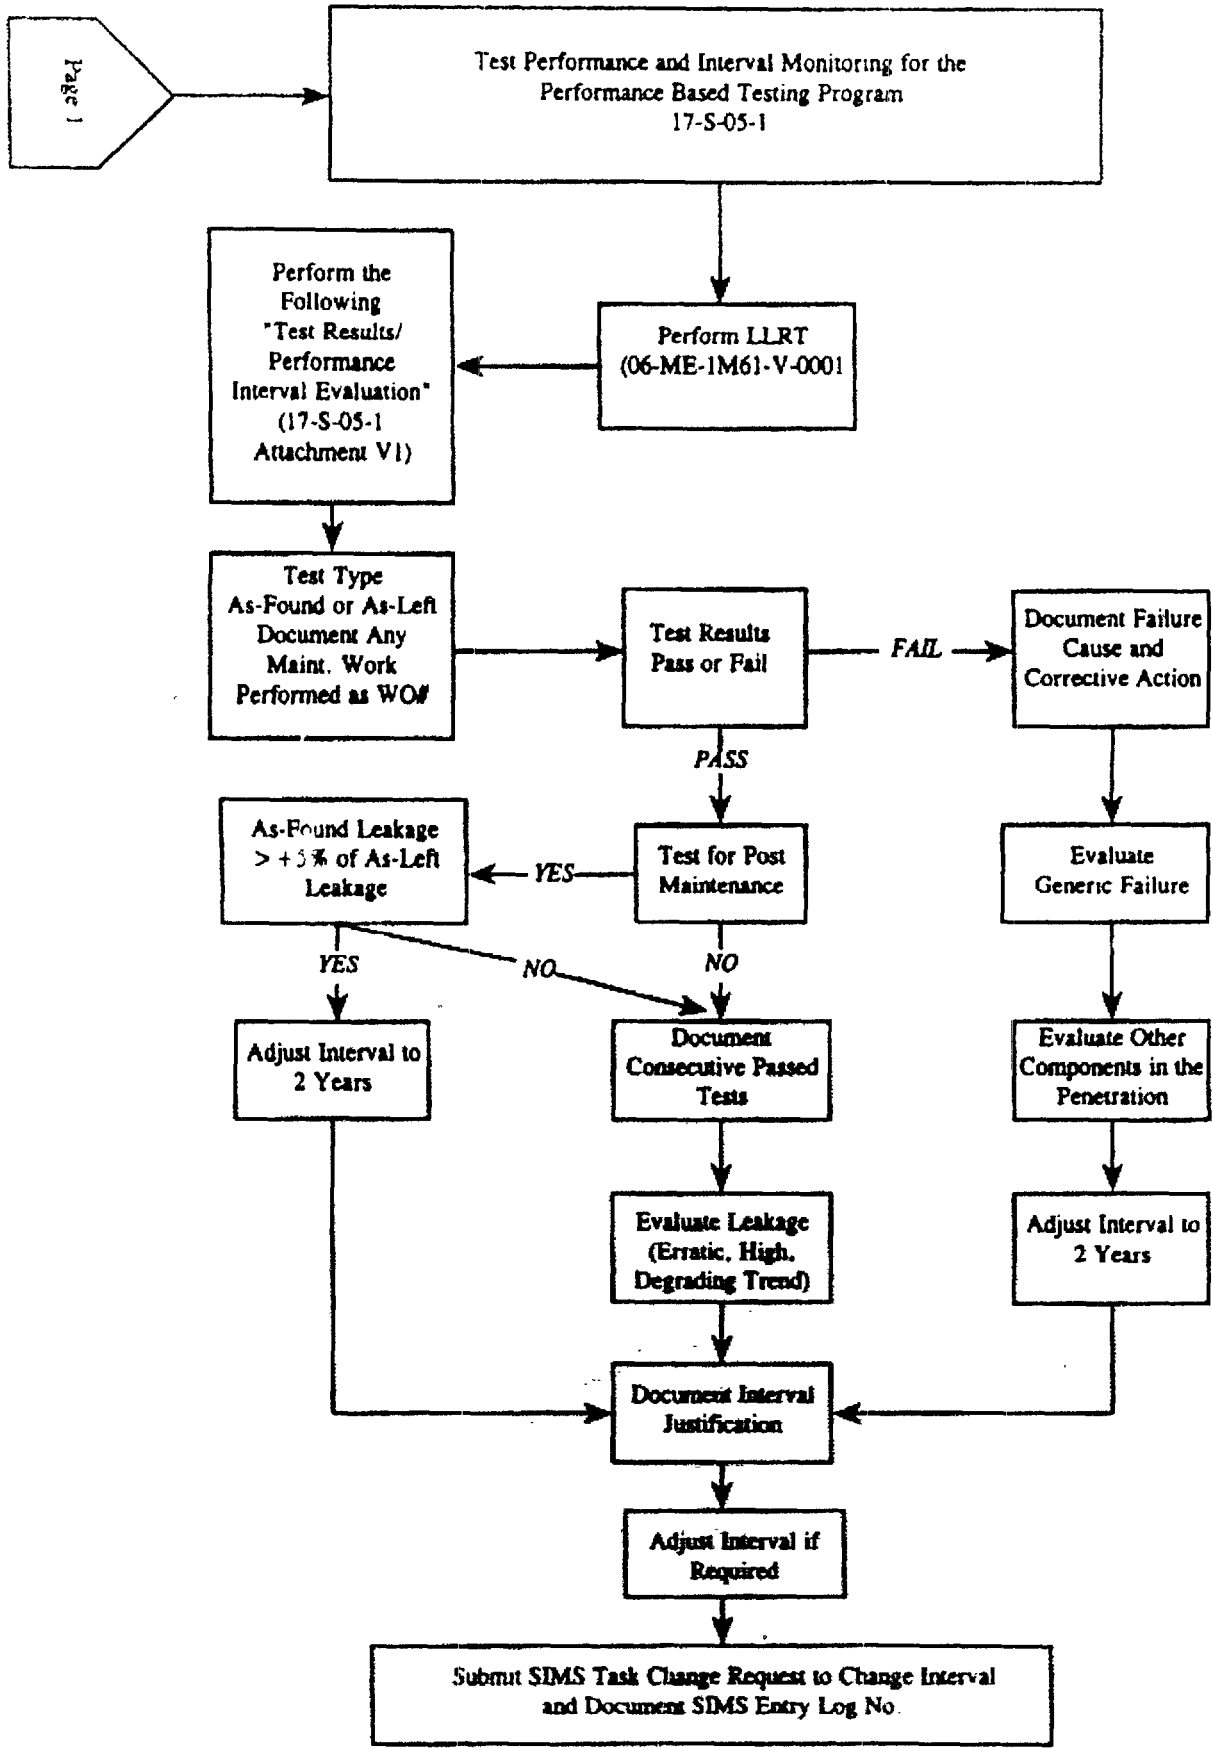 Page 1
Test Performance and Interval Monitoring for the
Performance Based Testing Program
17-S-05-1
Perform LLRT
(06-ME-1M61-V-0001
Perform the
Following
"Test Results/
Performance
Interval Evaluation"
(17-S-05-1
Attachment V1)
Test Type
As-Found or As-Left
Document Any
Maint. Work
Performed as WO#
Test Results
Pass or Fail
FAIL
Document Failure
Cause and
Corrective Action
PASS
As-Found Leakage
> +5% of As-Left
Leakage
YES
Test for Post
Maintenance
Evaluate
Generic Failure
YES
NO
NO
Adjust Interval to
2 Years
Document
Consecutive Passed
Tests
Evaluate Other
Components in the
Penetration
Evaluate Leakage
(Erratic, High,
Degrading Trend)
Adjust Interval to
2 Years
Document Interval
Justification
Adjust Interval if
Required
Submit SIMS Task Change Request to Change Interval
and Document SIMS Entry Log No.